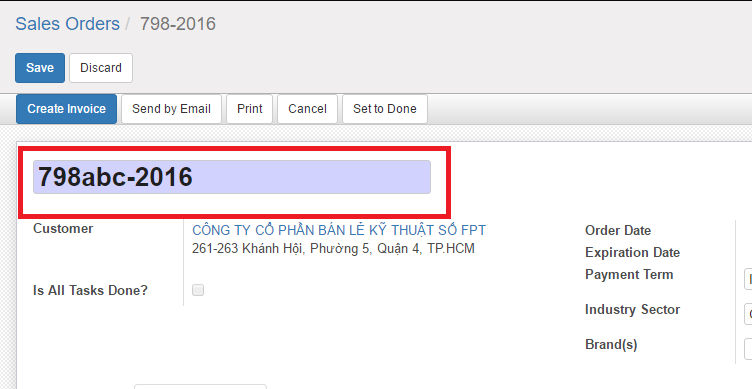 Sales Orders / 798-2016
Save Discard
Create Invoice Send by Email Print Cancel Set to Done
798abc-2016
Customer CÔNG TY CỔ PHẦN BÁN LẺ KỸ THUẬT SỐ FPT
261-263 Khánh Hội, Phường 5, Quận 4, TP.HCM
Is All Tasks Done?
Order Date
Expiration Date
Payment Term
Industry Sector
Brand(s)